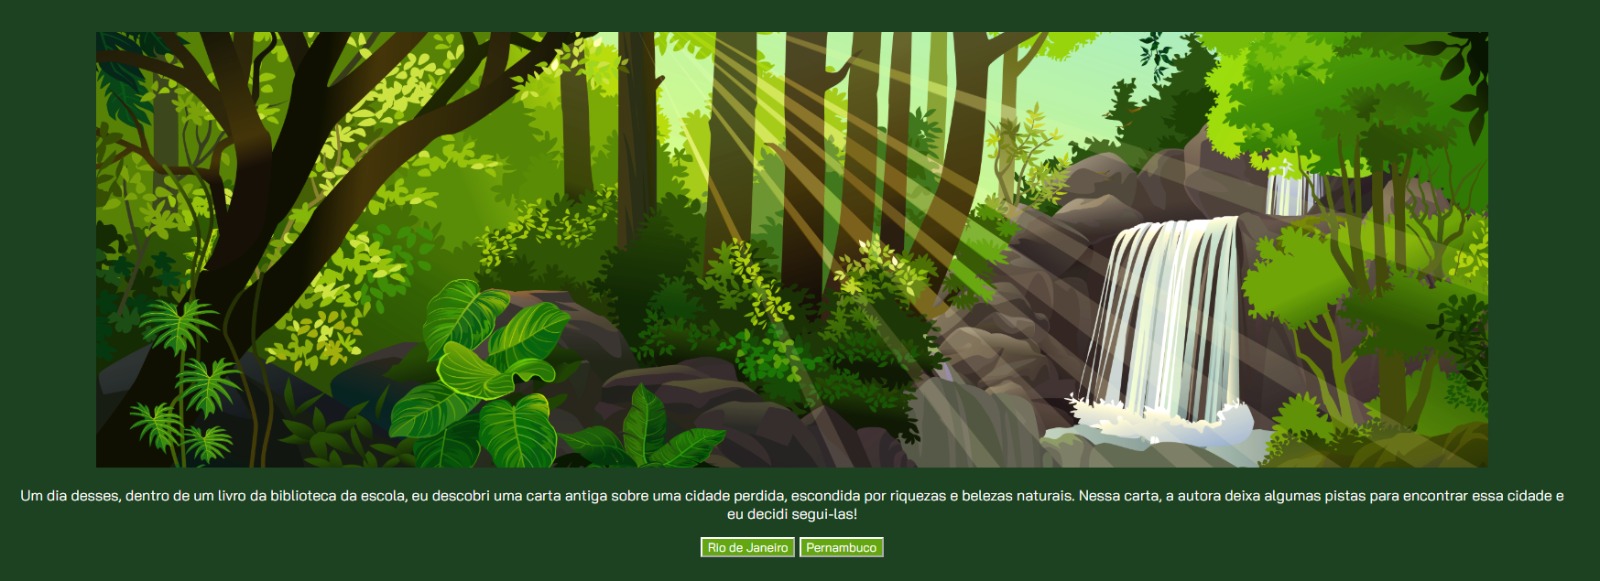 Um dia desses, dentro de um livro da biblioteca da escola, eu descobri uma carta antiga sobre uma cidade perdida, escondida por riquezas e belezas naturais. Nessa carta, a autora deixa algumas pistas para encontrar essa cidade e
eu decidi segui-las!
Rio de Janeiro Pernambuco